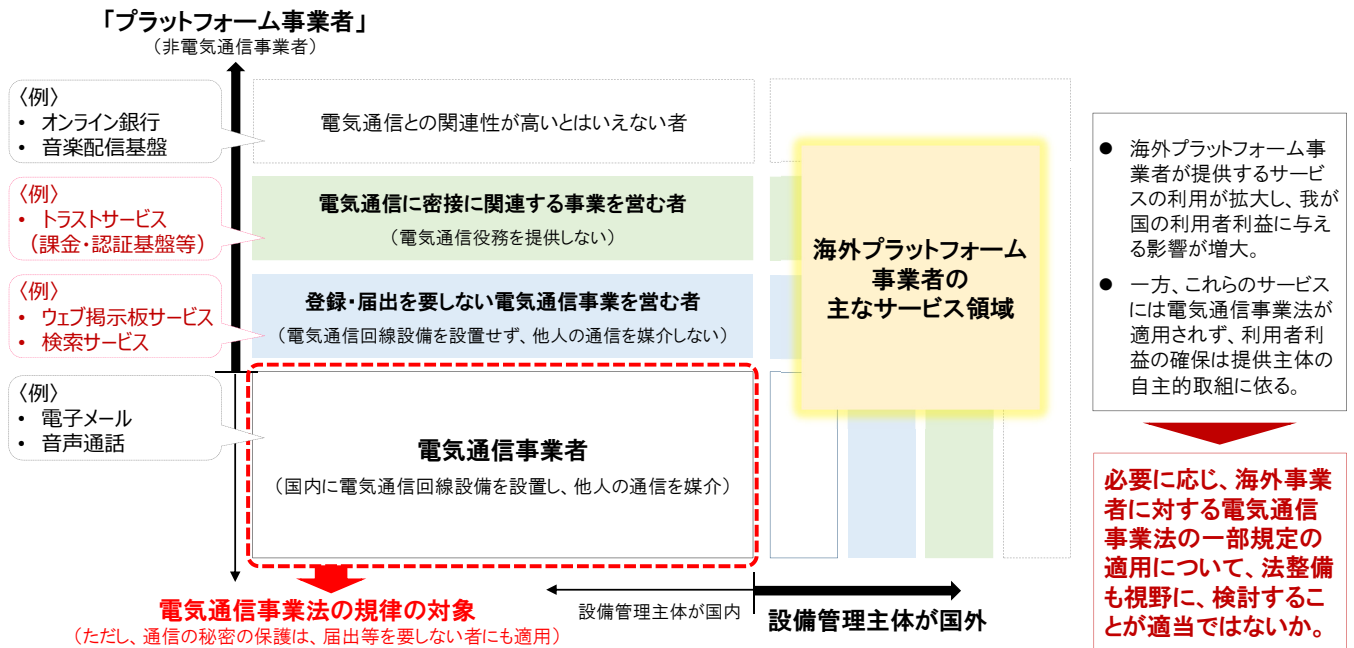 「プラットフォーム事業者」
（非電気通信事業者）
〈例〉
• オンライン銀行
• 音楽配信基盤
電気通信との関連性が高いとはいえない者
〈例〉
• トラストサービス
（課金・認証基盤等）
電気通信に密接に関連する事業を営む者
（電気通信役務を提供しない）
〈例〉
• ウェブ掲示板サービス
• 検索サービス
登録・届出を要しない電気通信事業を営む者
（電気通信回線設備を設置せず、他人の通信を媒介しない）
〈例〉
• 電子メール
• 音声通話
電気通信事業者
（国内に電気通信回線設備を設置し、他人の通信を媒介）
海外プラットフォーム
事業者の
主なサービス領域
電気通信事業法の規律の対象
（ただし、通信の秘密の保護は、届出等を要しない者にも適用）
設備管理主体が国内
設備管理主体が国外
● 海外プラットフォーム事
業者が提供するサービ
スの利用が拡大し、我が
国の利用者利益に与え
る影響が増大。
● 一方、これらのサービス
には電気通信事業法が
適用されず、利用者利
益の確保は提供主体の
自主的取組に依る。
必要に応じ、海外事業
者に対する電気通信
事業法の一部規定の
適用について、法整備
も視野に、検討するこ
とが適当ではないか。